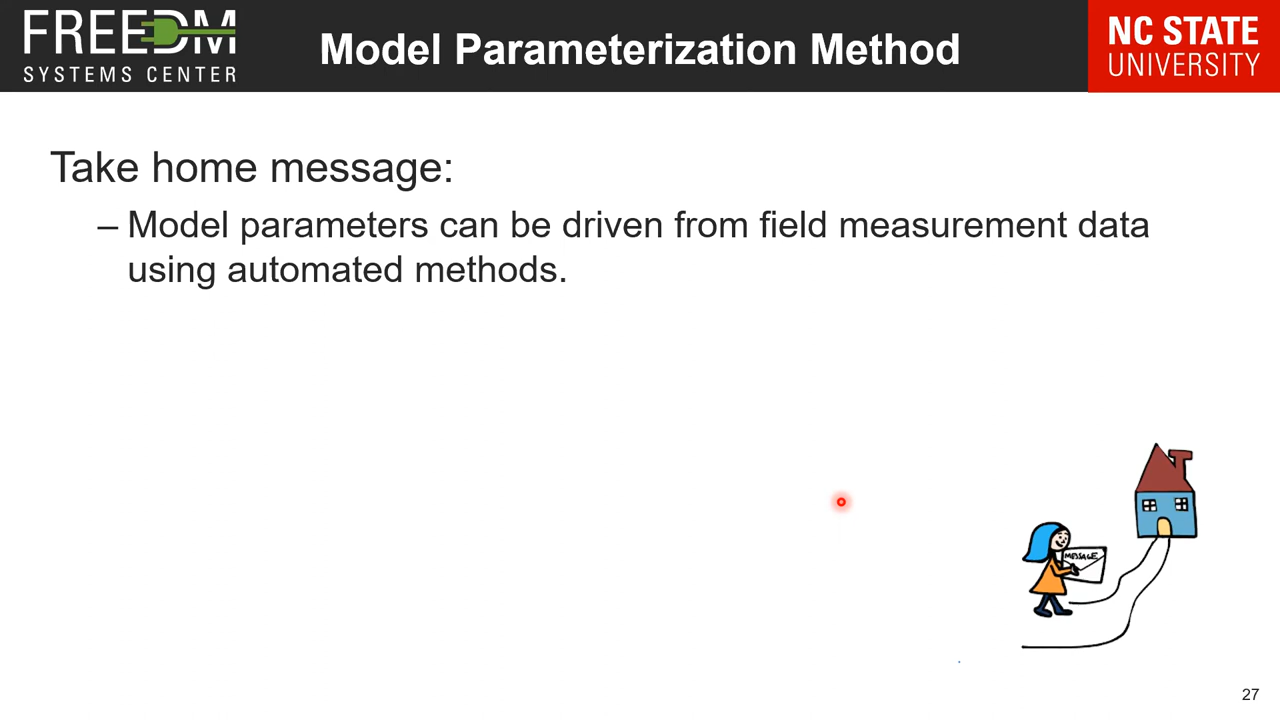 FREEDM
SYSTEMS CENTER
Model Parameterization Method
NC STATE
UNIVERSITY
Take home message:
– Model parameters can be driven from field measurement data
using automated methods.
MESSAGE
27